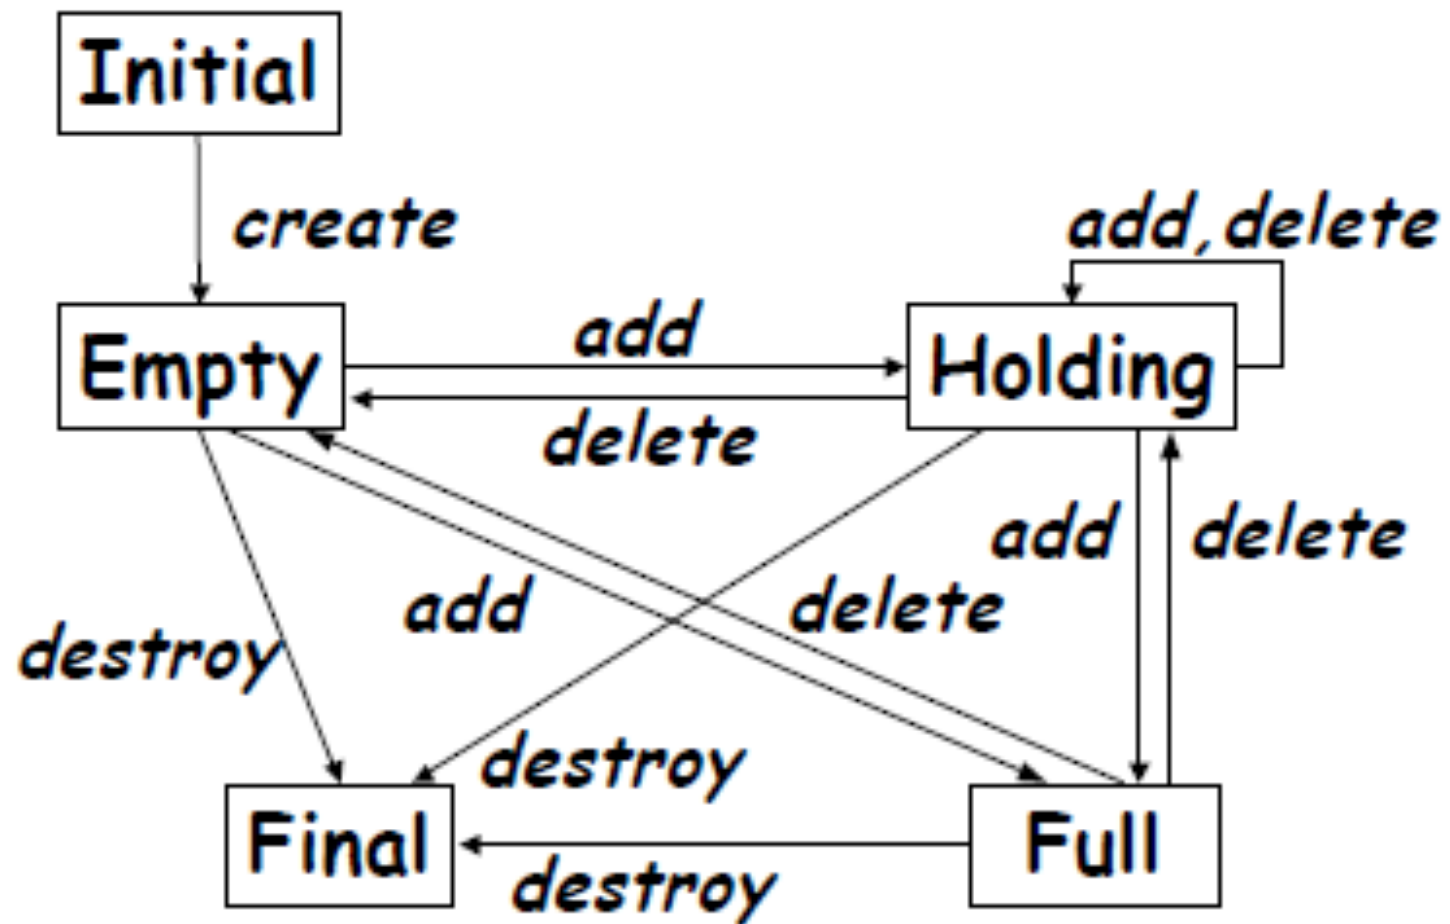 Initial
create
add, delete
Empty
add
Holding
delete
add
delete
add
delete
destroy
destroy
Final
Full
destroy